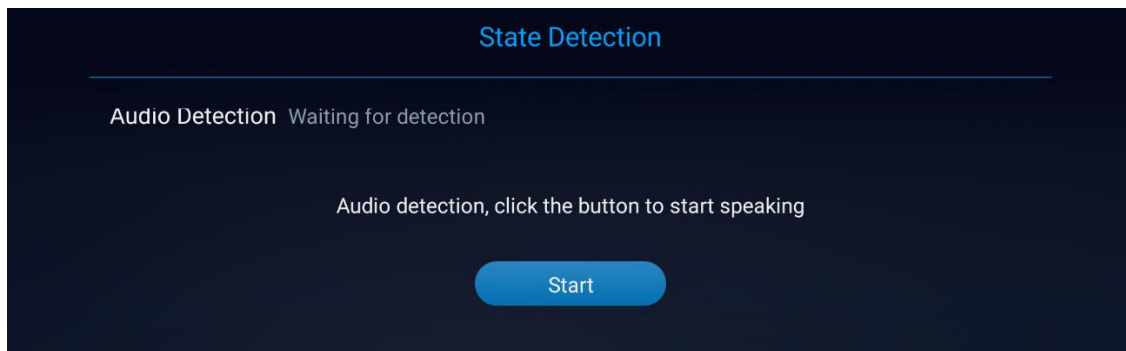 State Detection
Audio Detection Waiting for detection
Audio detection, click the button to start speaking
Start